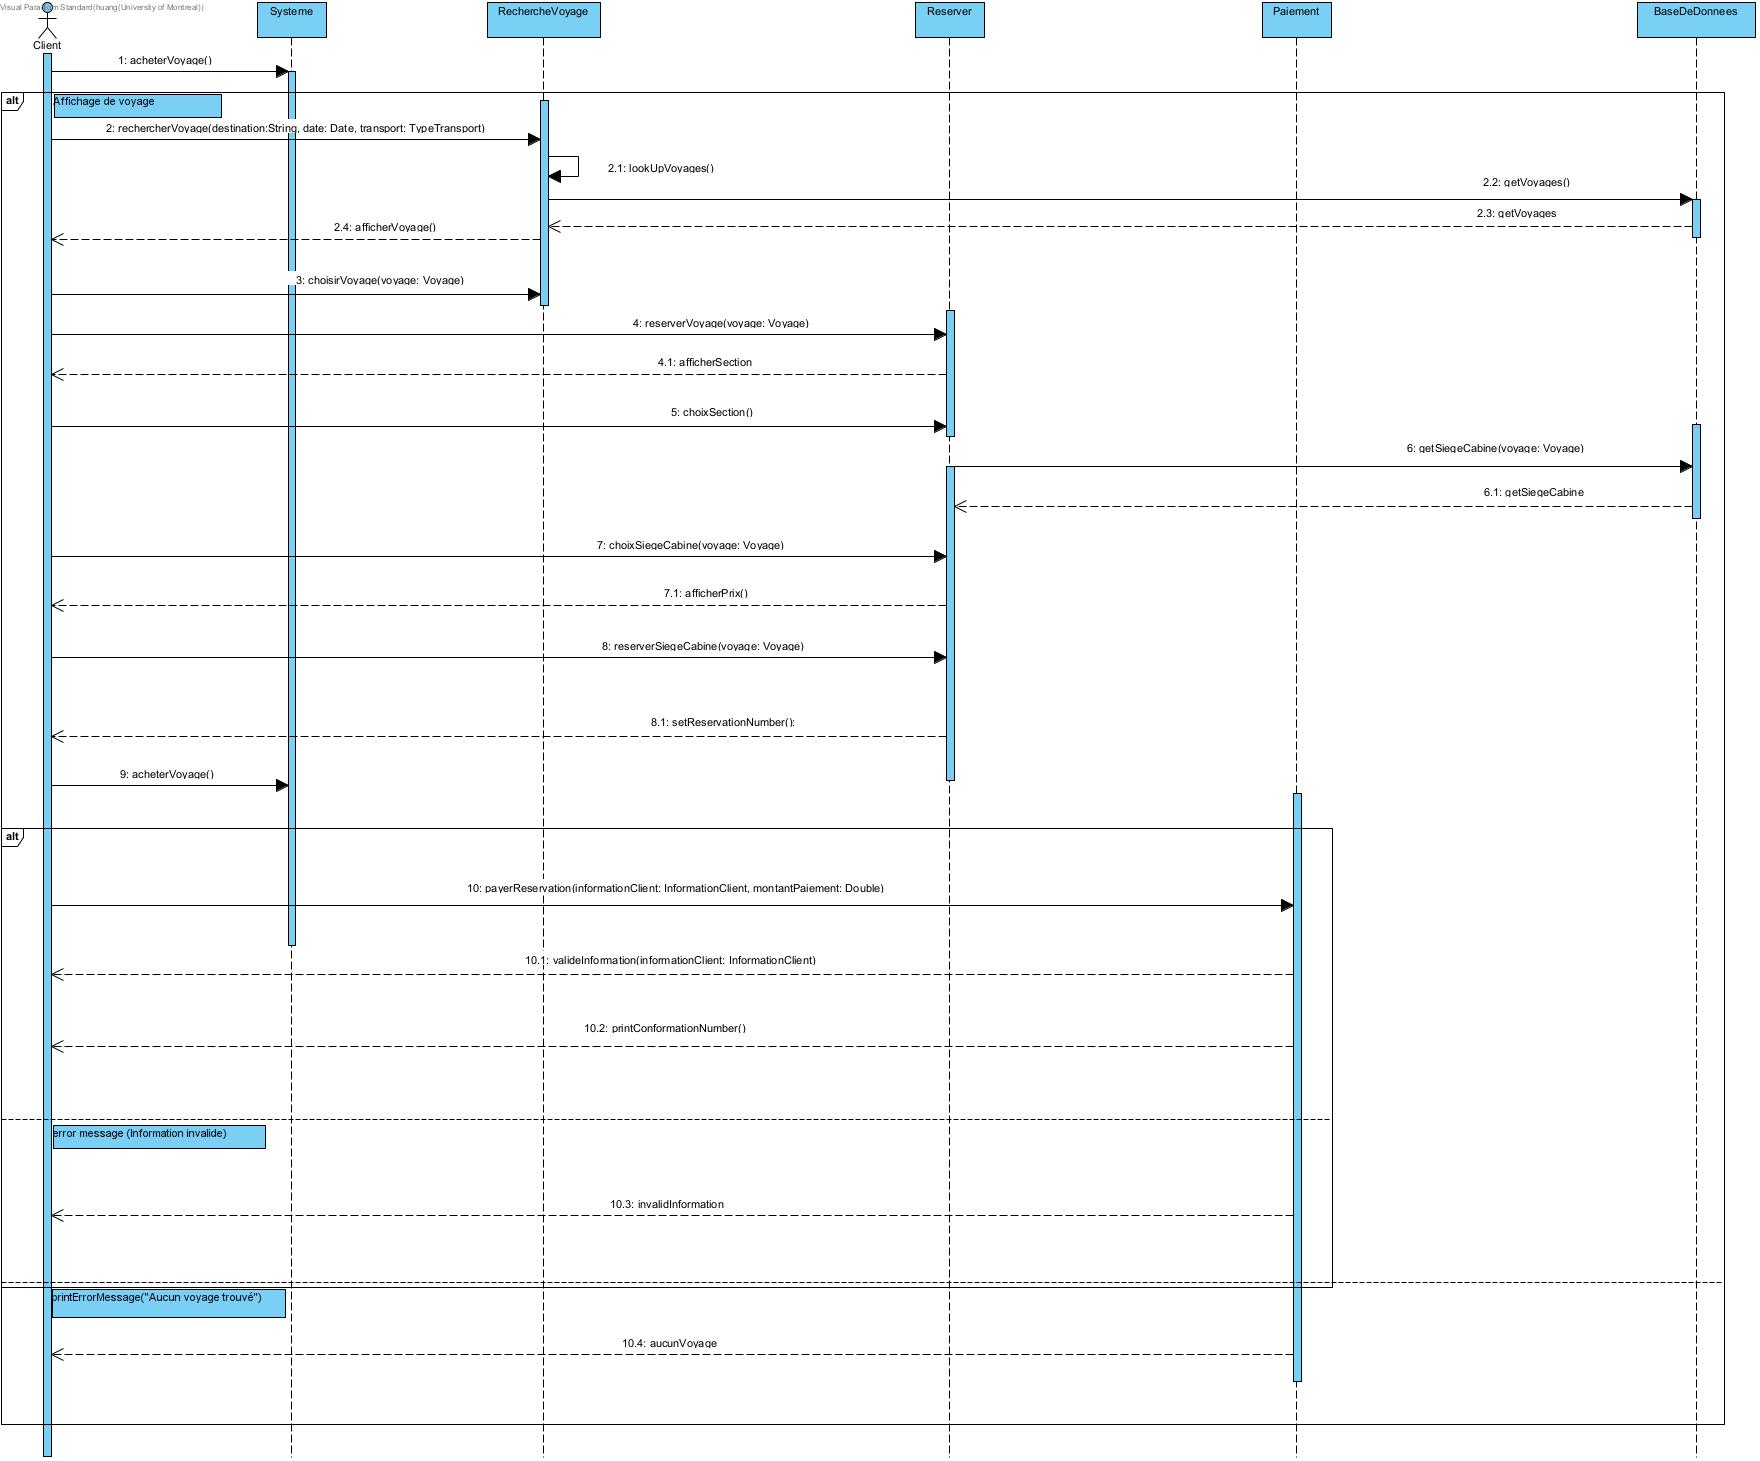 Visual Paradigm Standard(huang(University of Montreal))
Client
Systeme
RechercheVoyage
Reserver
Paiement
BaseDeDonnees
1: acheterVoyage()
alt
Affichage de voyage
2: rechercherVoyage(destination:String, date: Date, transport: TypeTransport)
2.1: lookUpVoyages()
2.2: getVoyages()
2.3: getVoyages
2.4: afficherVoyage()
3: choisirVoyage(voyage: Voyage)
4: reserverVoyage(voyage: Voyage)
4.1: afficherSection
5: choixSection()
6: getSiegeCabine(voyage: Voyage)
6.1: getSiegeCabine
7: choixSiegeCabine(voyage: Voyage)
7.1: afficherPrix()
8: reserverSiegeCabine(voyage: Voyage)
8.1: setReservationNumber():
9: acheterVoyage()
alt
10: payerReservation(informationClient: InformationClient, montantPaiement: Double)
10.1: valideInformation(informationClient: InformationClient)
10.2: printConformationNumber()
error message (Information invalide)
10.3: invalidInformation
printErrorMessage("Aucun voyage trouvé")
10.4: aucunVoyage